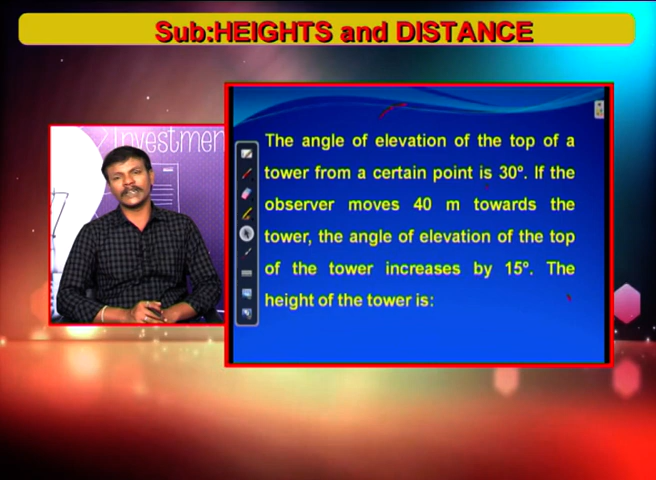 Sub:HEIGHTS and DISTANCE
Investmen
The angle of elevation of the top of a
tower from a certain point is 30°. If the
observer moves 40 m towards the
tower, the angle of elevation of the top
of the tower increases by 15°. The
height of the tower is: